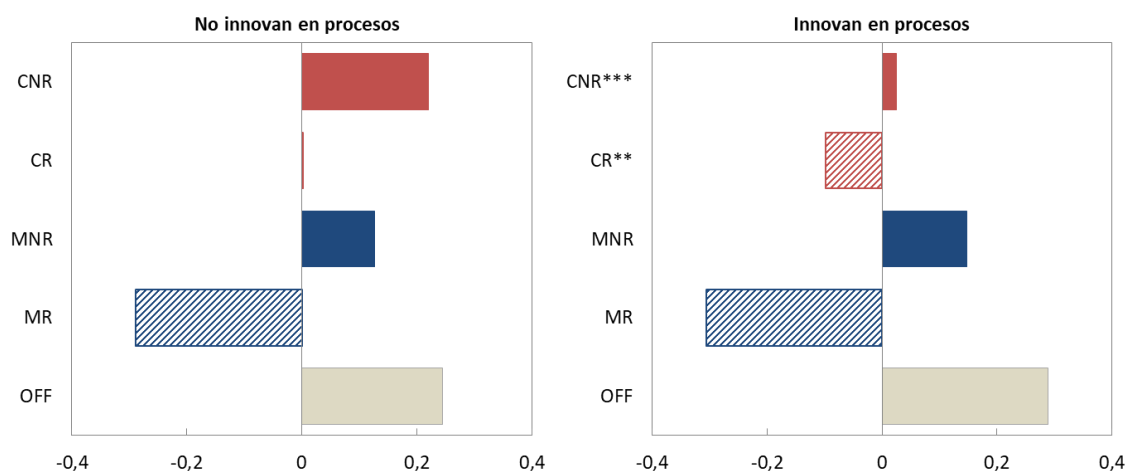 No innovan en procesos
CNR
CR
MNR
MR
OFF
-0,4 -0,2 0 0,2 0,4
Innovan en procesos
CNR***
CR**
MNR
MR
OFF
-0,4 -0,2 0 0,2 0,4